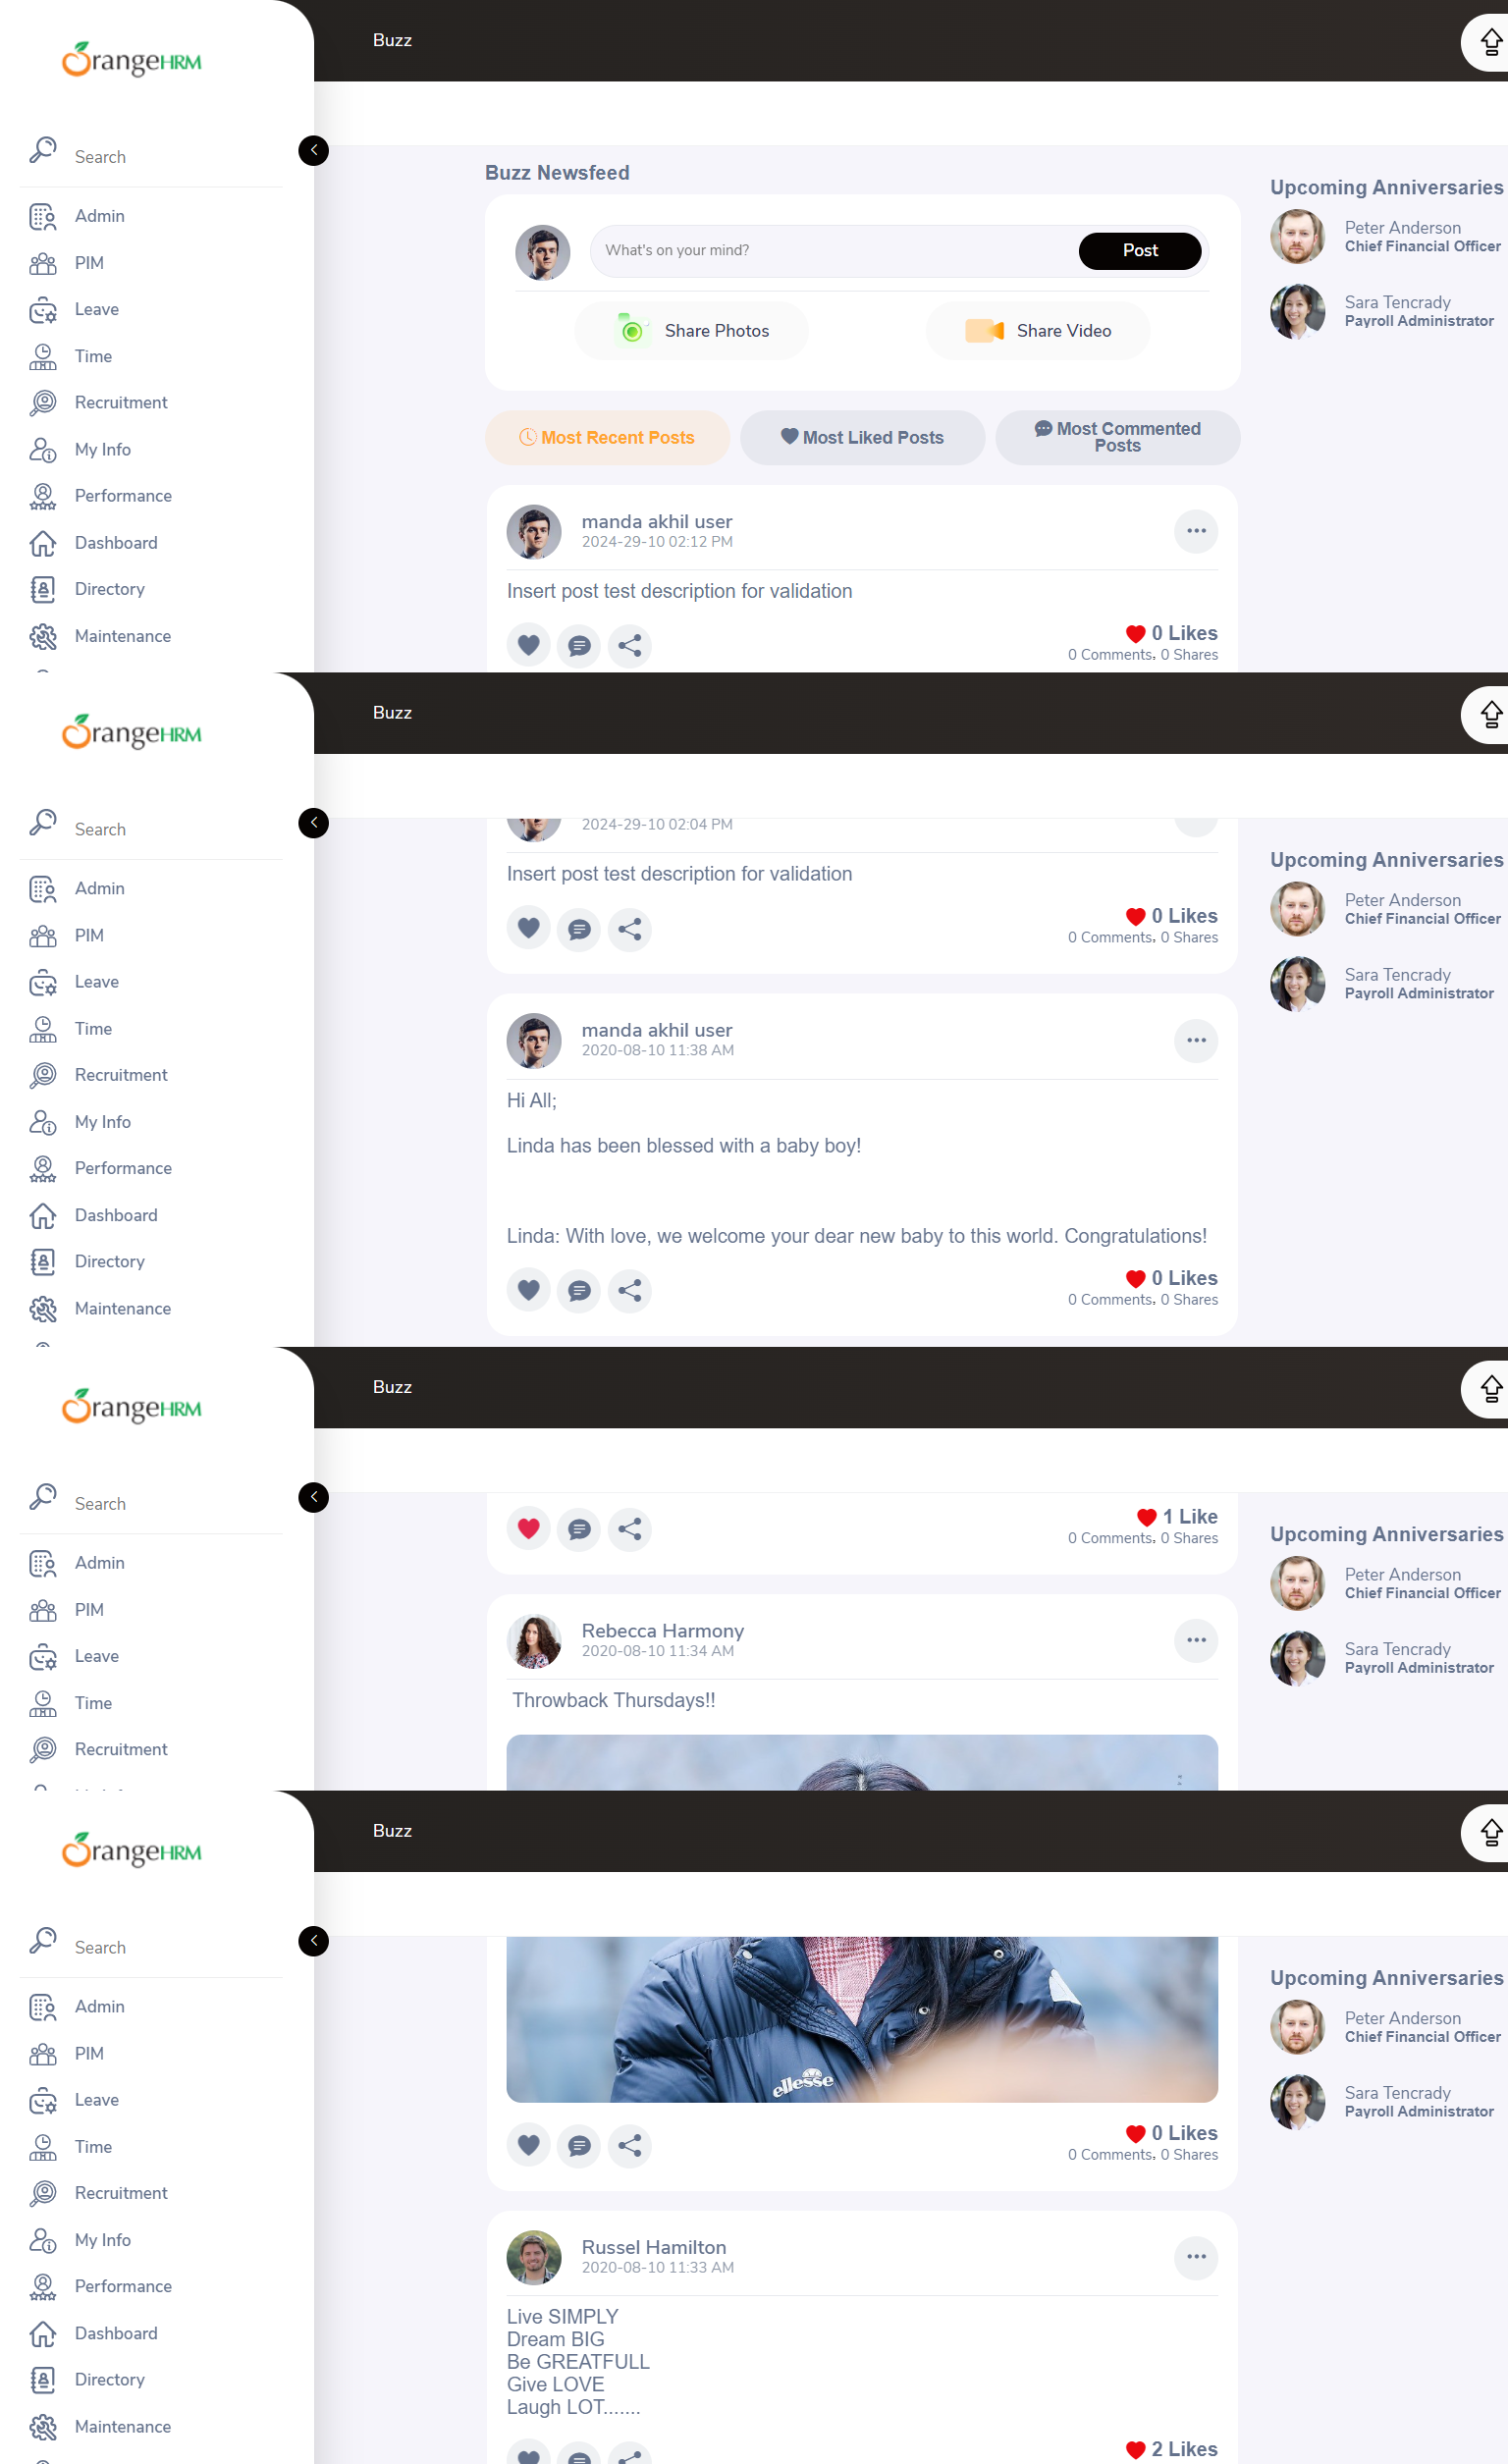 OrangeHRM
Buzz
Search
Admin
PIM
Leave
Time
Recruitment
My Info
Performance
Dashboard
Directory
Maintenance
Buzz Newsfeed
What's on your mind?
Post
Share Photos
Share Video
Most Recent Posts
Most Liked Posts
Most Commented
Posts
manda akhil user
2024-29-10 02:12 PM
Insert post test description for validation
0 Likes
0 Comments, 0 Shares
Upcoming Anniversaries
Peter Anderson
Chief Financial Officer
Sara Tencrady
Payroll Administrator
OrangeHRM
Buzz
Search
Admin
PIM
Leave
Time
Recruitment
My Info
Performance
Dashboard
Directory
Maintenance
2024-29-10 02:04 PM
Insert post test description for validation
0 Likes
0 Comments, 0 Shares
manda akhil user
2020-08-10 11:38 AM
Hi All;
Linda has been blessed with a baby boy!
Linda: With love, we welcome your dear new baby to this world. Congratulations!
0 Likes
0 Comments, 0 Shares
Upcoming Anniversaries
Peter Anderson
Chief Financial Officer
Sara Tencrady
Payroll Administrator
OrangeHRM
Buzz
Search
Admin
PIM
Leave
Time
Recruitment
1 Like
0 Comments, 0 Shares
Rebecca Harmony
2020-08-10 11:34 AM
Throwback Thursdays!!
Upcoming Anniversaries
Peter Anderson
Chief Financial Officer
Sara Tencrady
Payroll Administrator
OrangeHRM
Buzz
Search
Admin
PIM
Leave
Time
Recruitment
My Info
Performance
Dashboard
Directory
Maintenance
ellesse
0 Likes
0 Comments, 0 Shares
Russel Hamilton
2020-08-10 11:33 AM
Live SIMPLY
Dream BIG
Be GREATFULL
Give LOVE
Laugh LOT.......
2 Likes
Upcoming Anniversaries
Peter Anderson
Chief Financial Officer
Sara Tencrady
Payroll Administrator